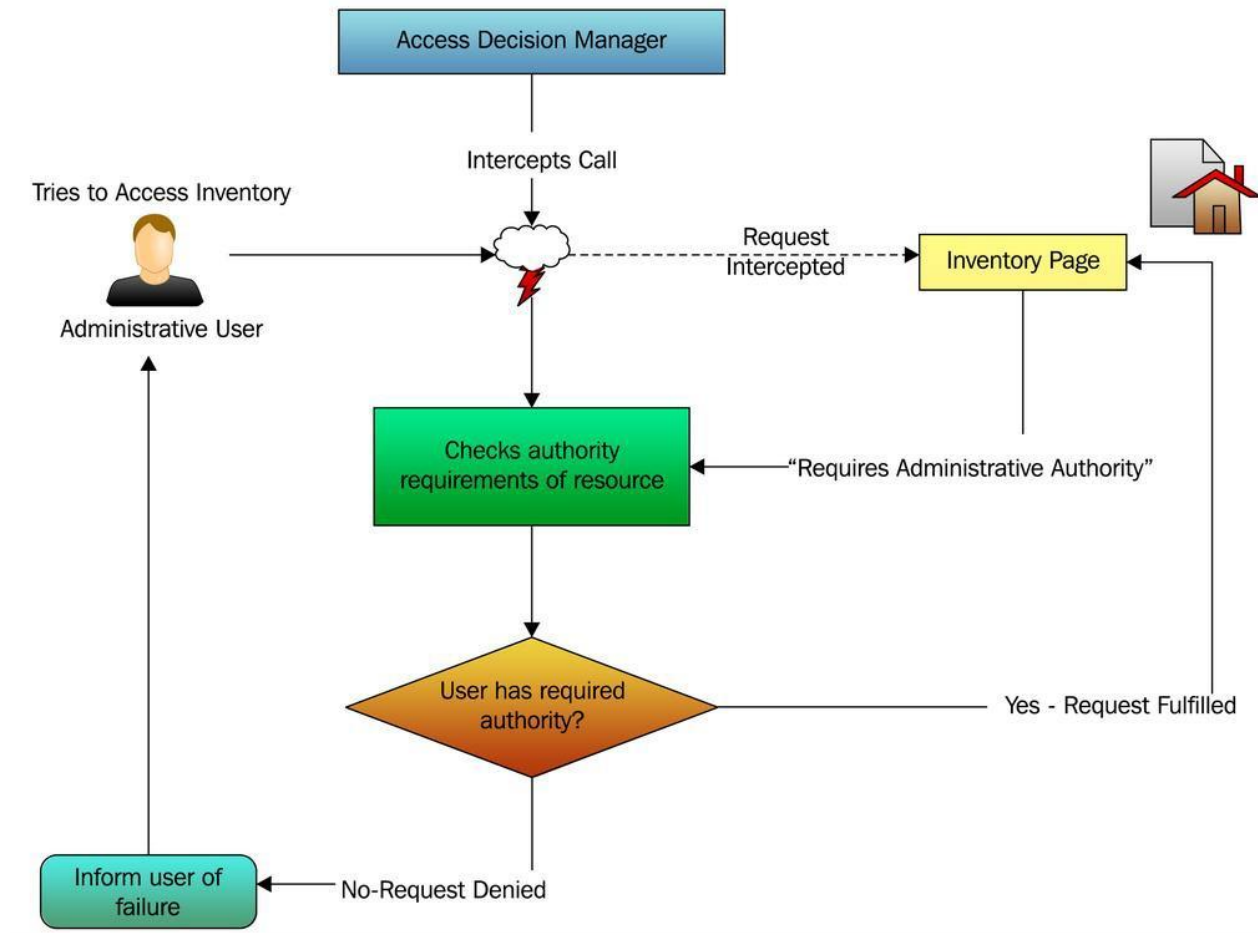 Access Decision Manager
Intercepts Call
Tries to Access Inventory
Administrative User
Request
Intercepted
Inventory Page
Checks authority
requirements of resource
“Requires Administrative Authority”
User has required
authority?
Yes - Request Fulfilled
No-Request Denied
Inform user of
failure